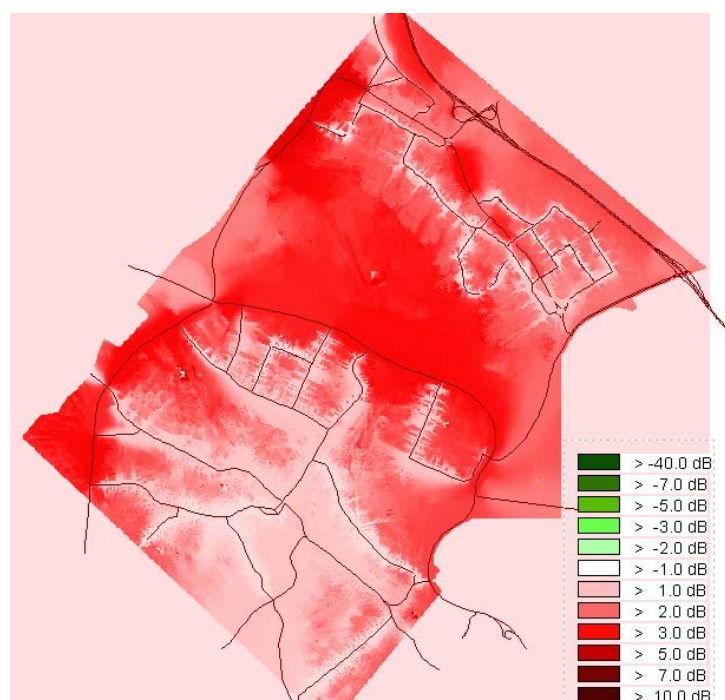 > -40.0 dB
> -7.0 dB
> -5.0 dB
> -3.0 dB
> -2.0 dB
> -1.0 dB
> 1.0 dB
> 2.0 dB
> 3.0 dB
> 5.0 dB
> 7.0 dB
> 10.0 dB